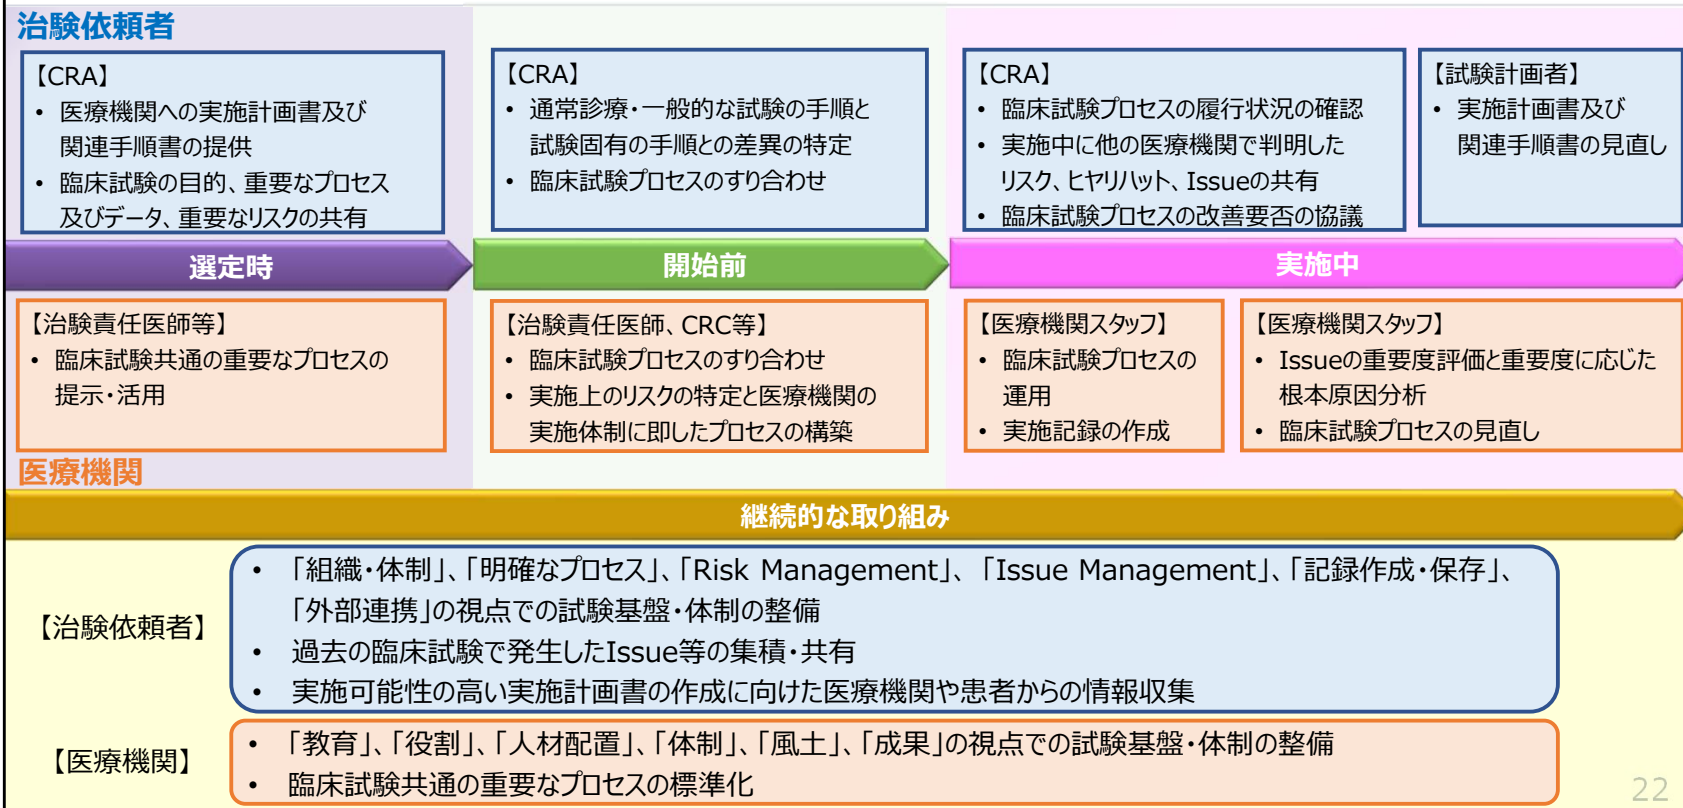 治験依頼者
【CRA】
• 医療機関への実施計画書及び
関連手順書の提供
• 臨床試験の目的、重要なプロセス
及びデータ、重要なリスクの共有
【CRA】
• 通常診療・一般的な試験の手順と
試験固有の手順との差異の特定
• 臨床試験プロセスのすり合わせ
【CRA】
• 臨床試験プロセスの履行状況の確認
• 実施中に他の医療機関で判明した
リスク、ヒヤリハット、Issueの共有
• 臨床試験プロセスの改善要否の協議
【試験計画者】
• 実施計画書及び
関連手順書の見直し
選定時
開始前
実施中
【治験責任医師等】
• 臨床試験共通の重要なプロセスの
提示・活用
【治験責任医師、CRC等】
• 臨床試験プロセスのすり合わせ
• 実施上のリスクの特定と医療機関の
実施体制に即したプロセスの構築
【医療機関スタッフ】
• 臨床試験プロセスの
運用
• 実施記録の作成
【医療機関スタッフ】
• Issueの重要度評価と重要度に応じた
根本原因分析
• 臨床試験プロセスの見直し
医療機関
継続的な取り組み
【治験依頼者】
• 「組織・体制」、「明確なプロセス」、「Risk Management」、「Issue Management」、「記録作成・保存」、
「外部連携」の視点での試験基盤・体制の整備
• 過去の臨床試験で発生したIssue等の集積・共有
• 実施可能性の高い実施計画書の作成に向けた医療機関や患者からの情報収集
【医療機関】
• 「教育」、「役割」、「人材配置」、「体制」、「風土」、「成果」の視点での試験基盤・体制の整備
• 臨床試験共通の重要なプロセスの標準化
22